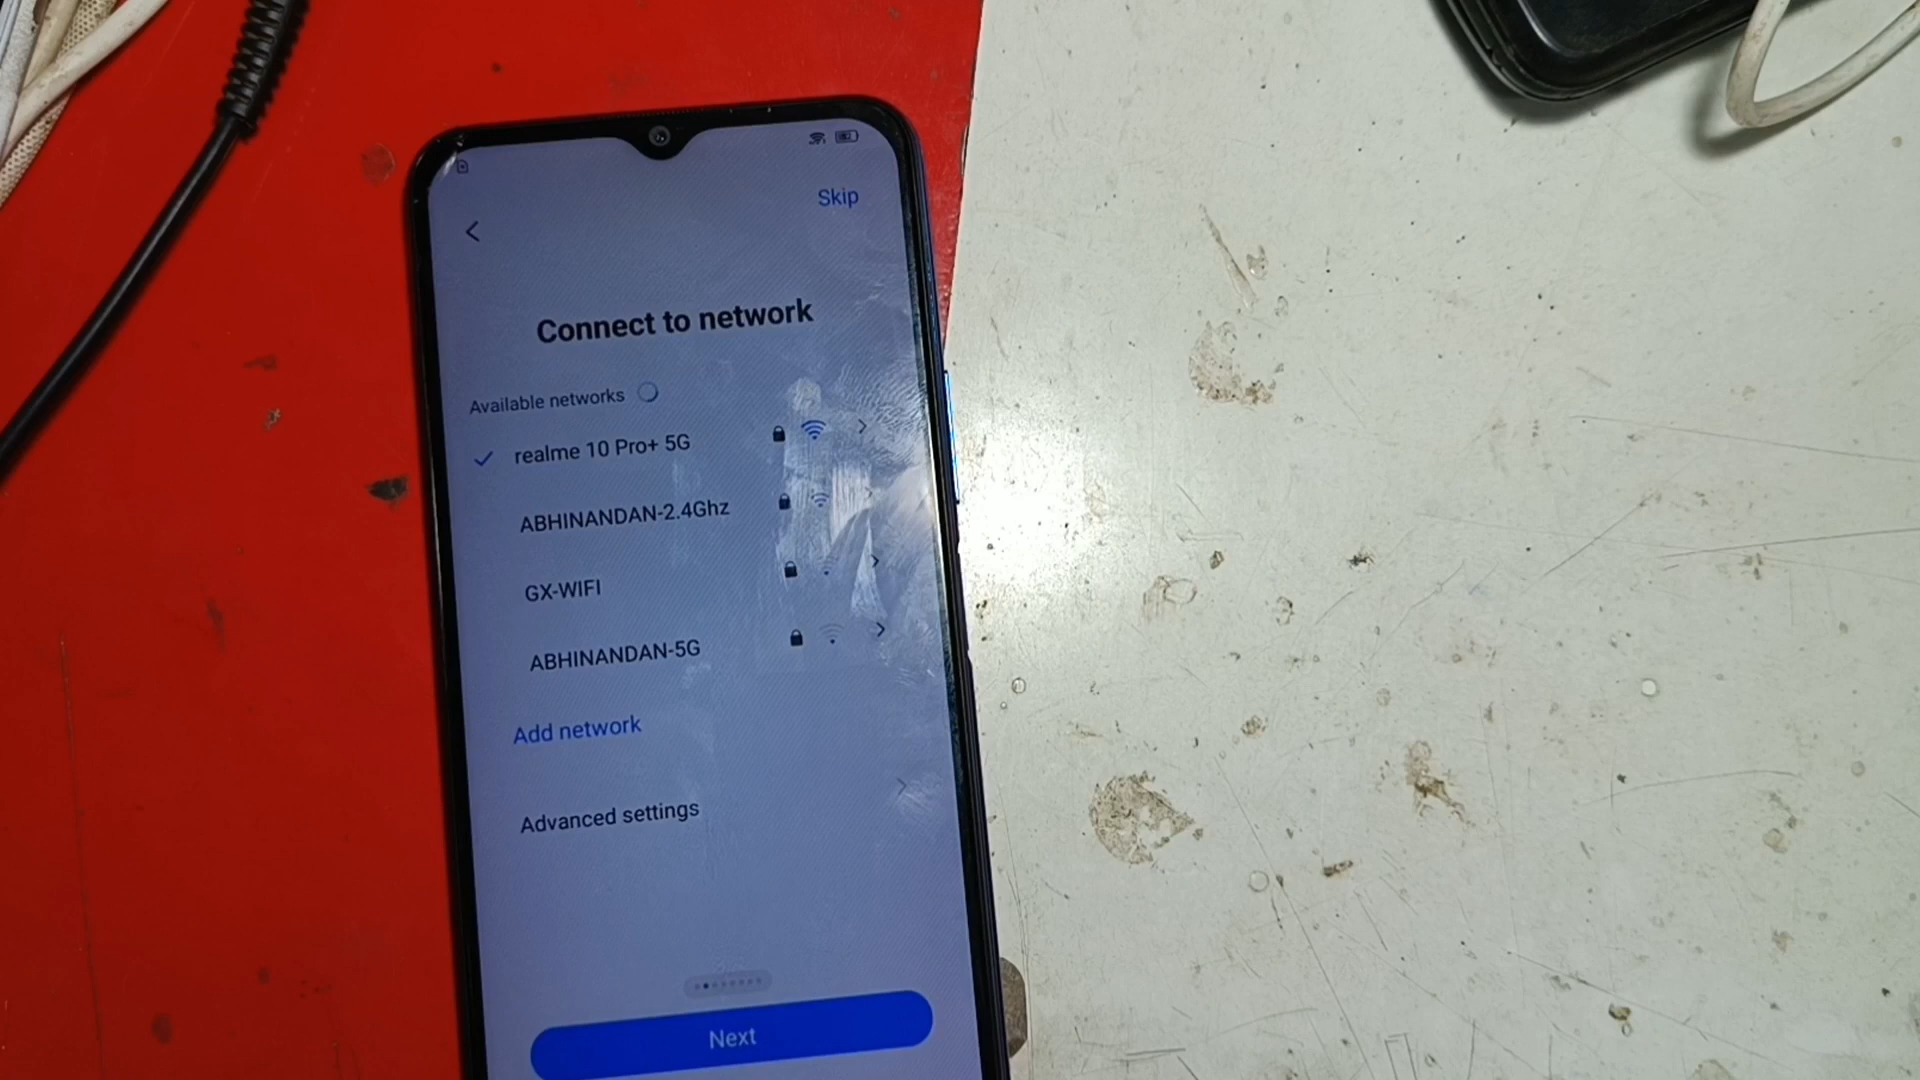 Skip
Connect to network
Available networks
realme 10 Pro+ 5G
ABHINANDAN-2.4Ghz
GX-WIFI
ABHINANDAN-5G
Add network
Advanced settings
Next